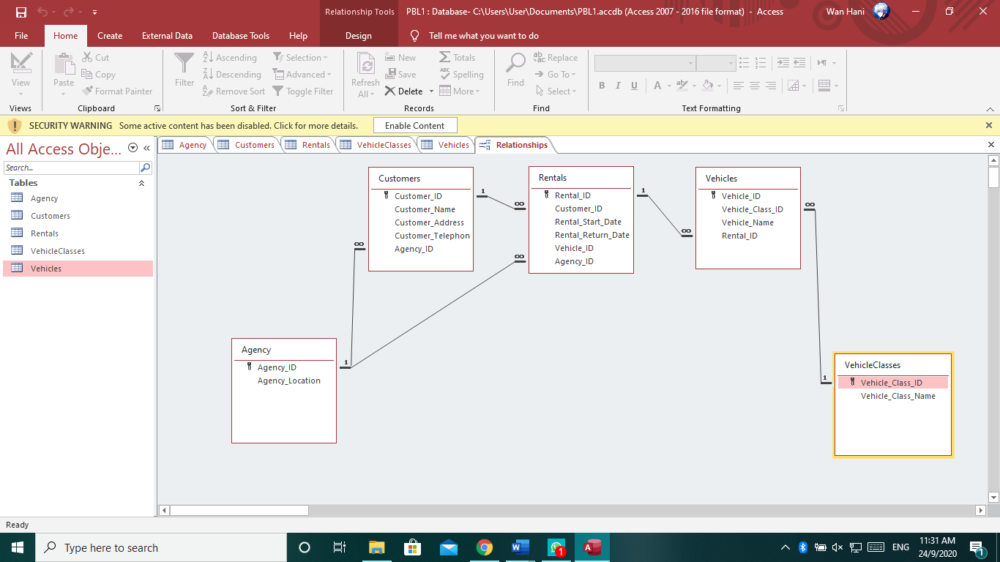 Relationship Tools
PBL1 : Database- C:\Users\User\Documents\PBL1.accdb (Access 2007 - 2016 file format) - Access
Wan Hani
File Home Create External Data Database Tools Help Design Tell me what you want to do
View
Views
Paste
Cut
Copy
Format Painter
Clipboard
Filter
Ascending
Descending
Remove Sort
Selection
Advanced
Toggle Filter
Sort & Filter
Refresh
All
New
Save
Delete
Totals
Spelling
More
Records
Find
Replace
Go To
Select
Find
B I U A
Text Formatting
SECURITY WARNING Some active content has been disabled. Click for more details. Enable Content
All Access Obje...
Search...
Tables
Agency
Customers
Rentals
VehicleClasses
Vehicles
Agency Customers Rentals VehicleClasses Vehicles Relationships
Customers
Customer_ID
Customer_Name
Customer_Address
Customer_Telephon
Agency_ID
1
∞
∞
Rentals
Rental_ID
Customer_ID
Rental_Start_Date
Rental_Return_Date
Vehicle_ID
Agency_ID
∞
1
∞
Vehicles
Vehicle_ID
Vehicle_Class_ID
Vehicle_Name
Rental_ID
∞
Agency
Agency_ID
Agency_Location
1
VehicleClasses
Vehicle_Class_ID
Vehicle_Class_Name
1
Ready
Type here to search
1
ENG
11:31 AM
24/9/2020
1